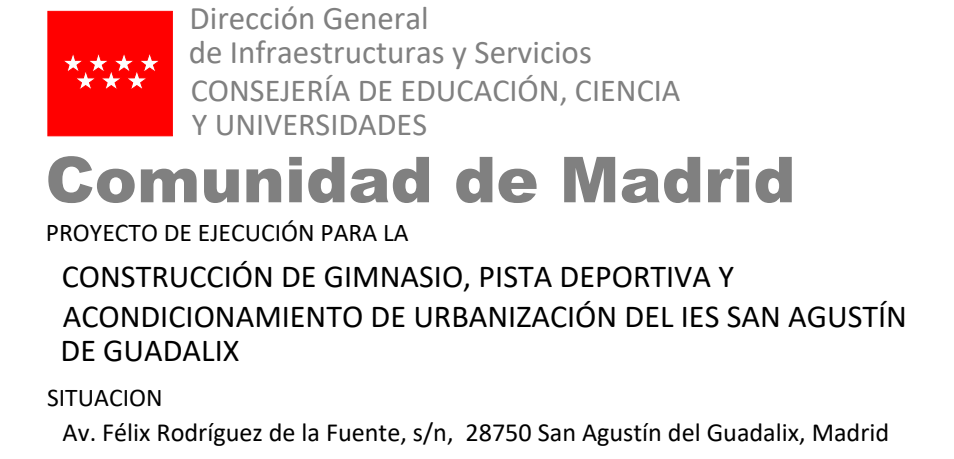 Dirección General
de Infraestructuras y Servicios
CONSEJERÍA DE EDUCACIÓN, CIENCIA
Y UNIVERSIDADES
Comunidad de Madrid
PROYECTO DE EJECUCIÓN PARA LA
CONSTRUCCIÓN DE GIMNASIO, PISTA DEPORTIVA Y
ACONDICIONAMIENTO DE URBANIZACIÓN DEL IES SAN AGUSTÍN
DE GUADALIX
SITUACION
Av. Félix Rodríguez de la Fuente, s/n, 28750 San Agustín del Guadalix, Madrid